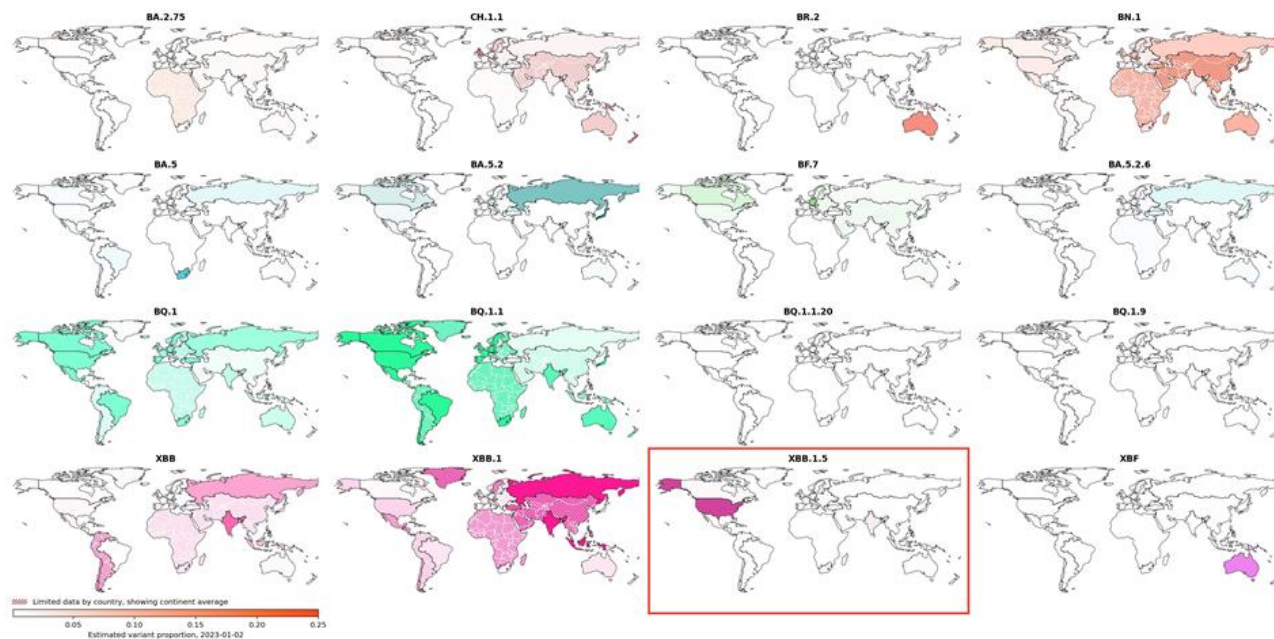 BA.2.75
CH.1.1
BR.2
BN.1
BA.5
BA.5.2
BF.7
BA.5.2.6
BQ.1
BQ.1.1
BQ.1.1.20
BQ.1.9
XBB
XBB.1
XBB.1.5
XBF
Limited data by country, showing continent average
0.05 0.10 0.15 0.20 0.25
Estimated variant proportion, 2023-01-02